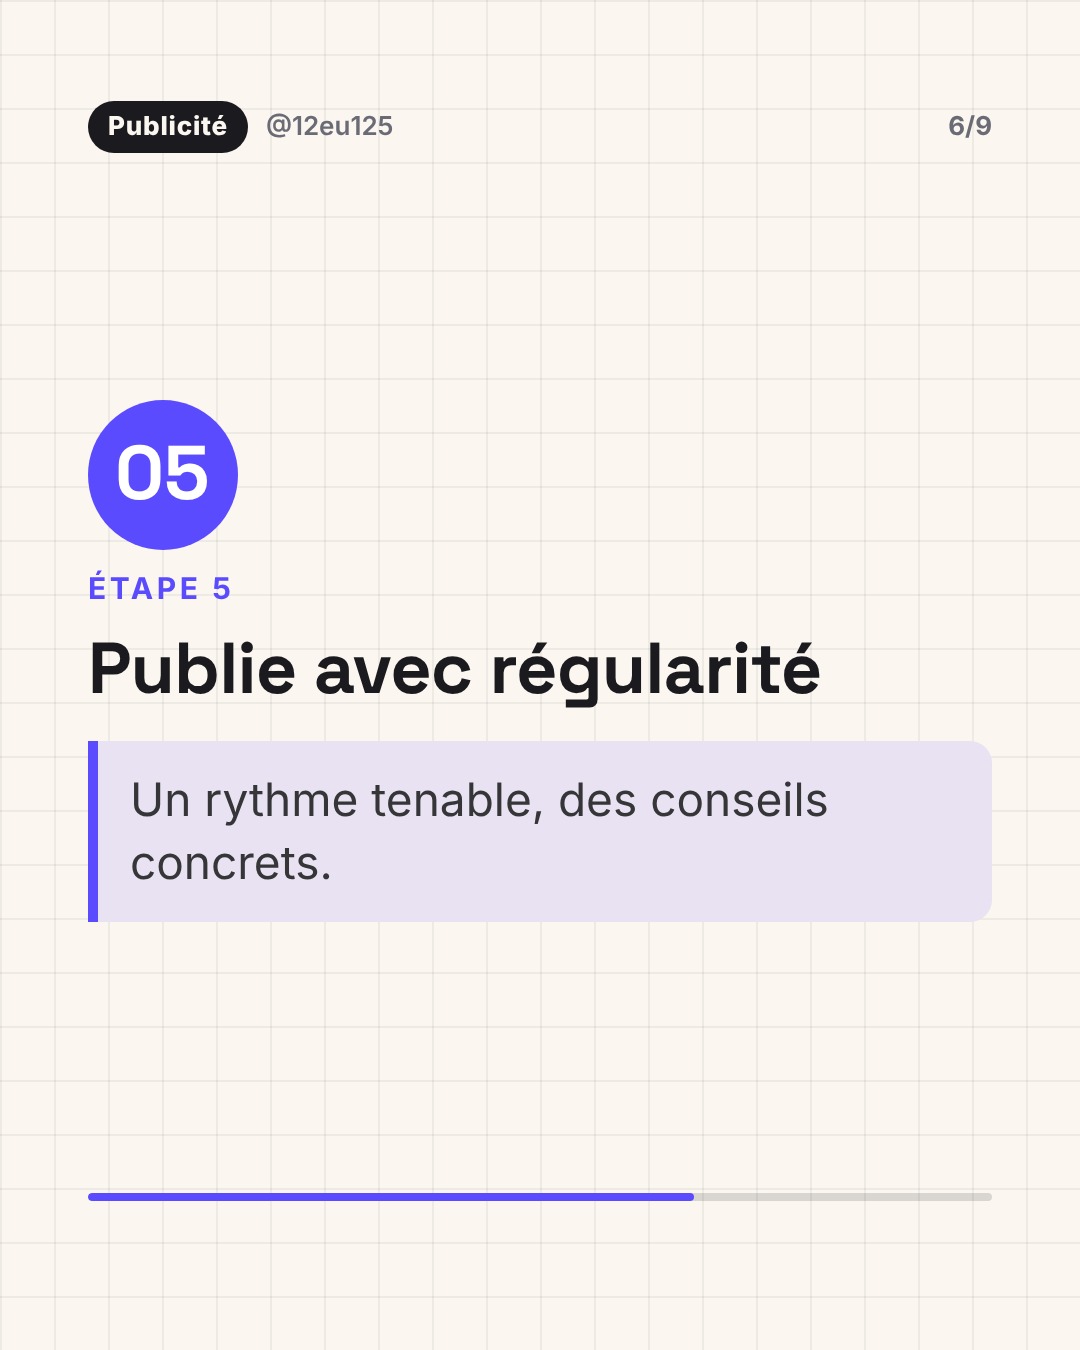 Publicité @12eu125 6/9
05
ÉTAPE 5
Publie avec régularité
Un rythme tenable, des conseils
concrets.